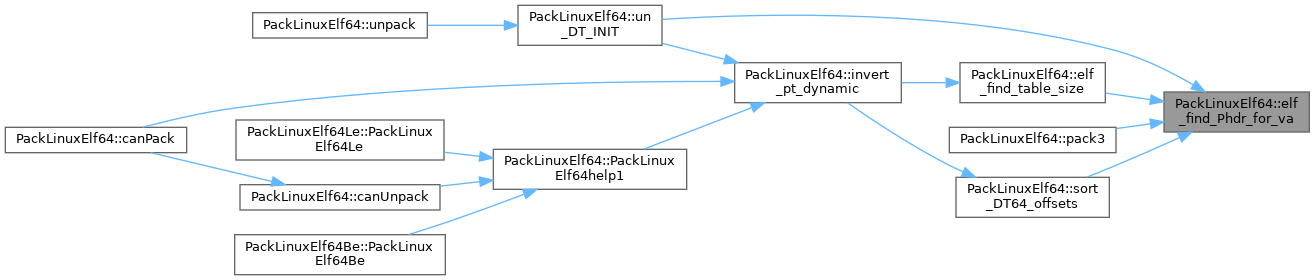 PackLinuxElf64::unpack
PackLinuxElf64::un
_DT_INIT
PackLinuxElf64::invert
_pt_dynamic
PackLinuxElf64::elf
_find_table_size
PackLinuxElf64::elf
_find_Phdr_for_va
PackLinuxElf64::canPack
PackLinuxElf64Le::PackLinux
Elf64Le
PackLinuxElf64::pack3
PackLinuxElf64::PackLinux
Elf64help1
PackLinuxElf64::canUnpack
PackLinuxElf64::sort
_DT64_offsets
PackLinuxElf64Be::PackLinux
Elf64Be